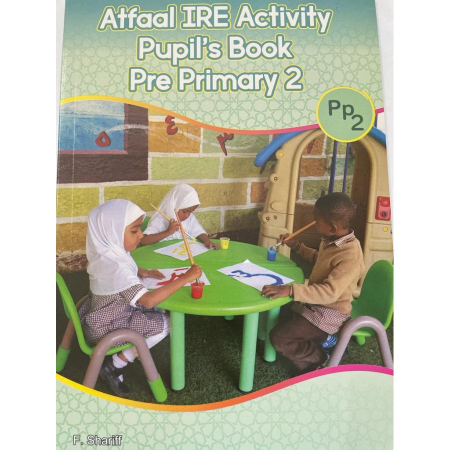 Atfaal IRE Activity
Pupil's Book
Pre Primary 2
Pp2
F. Shariff